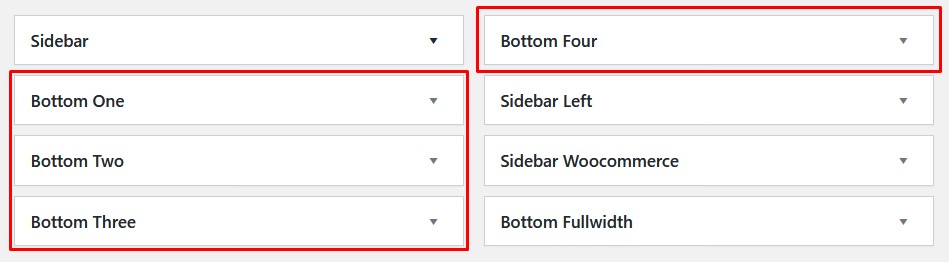 Sidebar
Bottom One
Bottom Two
Bottom Three
Bottom Four
Sidebar Left
Sidebar Woocommerce
Bottom Fullwidth